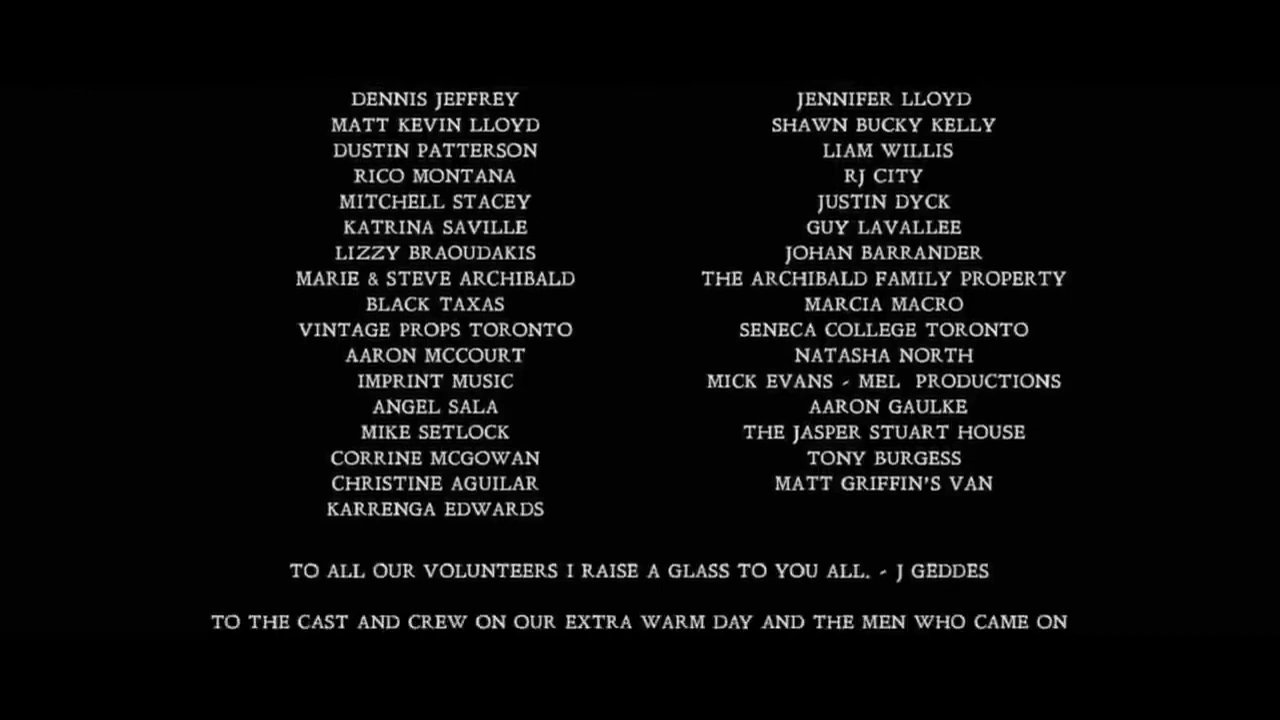 DENNIS JEFFREY
MATT KEVIN LLOYD
DUSTIN PATTERSON
RICO MONTANA
MITCHELL STACEY
KATRINA SAVILLE
LIZZY BRAOUDAKIS
MARIE & STEVE ARCHIBALD
BLACK TAXAS
VINTAGE PROPS TORONTO
AARON MCCOURT
IMPRINT MUSIC
ANGEL SALA
MIKE SETLOCK
CORRINE MCGOWAN
CHRISTINE AGUILAR
KARRENGA EDWARDS
JENNIFER LLOYD
SHAWN BUCKY KELLY
LIAM WILLIS
RJ CITY
JUSTIN DYCK
GUY LAVALLEE
JOHAN BARRANDER
THE ARCHIBALD FAMILY PROPERTY
MARCIA MACRO
SENECA COLLEGE TORONTO
NATASHA NORTH
MICK EVANS - MEL PRODUCTIONS
AARON GAULKE
THE JASPER STUART HOUSE
TONY BURGESS
MATT GRIFFIN'S VAN
TO ALL OUR VOLUNTEERS I RAISE A GLASS TO YOU ALL. - J GEDDES
TO THE CAST AND CREW ON OUR EXTRA WARM DAY AND THE MEN WHO CAME ON